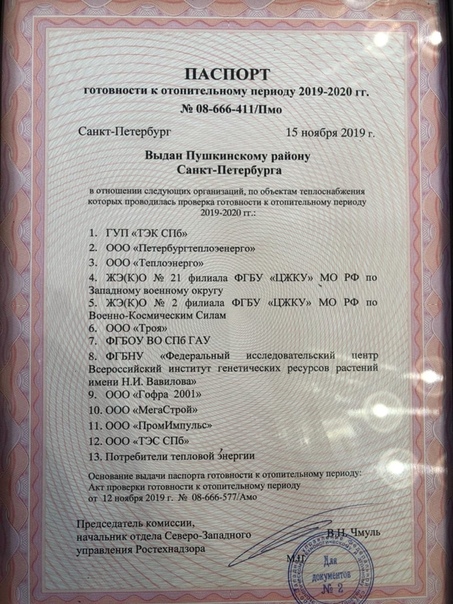 ПАСПОРТ
готовности к отопительному периоду 2019-2020 гг.
№ 08-666-411/Пмо
Санкт-Петербург 15 ноября 2019 г.
Выдан Пушкинскому району
Санкт-Петербурга
в отношении следующих организаций, по объектам теплоснабжения
которых проводилась проверка готовности к отопительному периоду
2019-2020 гг.:
1. ГУП «ТЭК СПб»
2. ООО «Петербургтеплоэнерго»
3. ООО «Теплоэнерго»
4. ЖЭ(К)О № 21 филиала ФГБУ «ЦЖКУ» МО РФ по
Западному военному округу
5. ЖЭ(К)О № 2 филиала ФГБУ «ЦЖКУ» МО РФ по
Военно-Космическим Силам
6. ООО «Троя»
7. ФГБОУ ВО СПб ГАУ
8. ФГБНУ «Федеральный исследовательский центр
Всероссийский институт генетических ресурсов растений
имени Н.И. Вавилова»
9. ООО «Гофра 2001»
10. ООО «МегаСтрой»
11. ООО «ПромИмпульс»
12. ООО «ТЭС СПб»
13. Потребители тепловой энергии
Основание выдачи паспорта готовности к отопительному периоду:
Акт проверки готовности к отопительному периоду
от 12 ноября 2019 г. № 08-666-577/Амо
Председатель комиссии,
начальник отдела Северо-Западного
управления Ростехнадзора
В.Н. Чмуль
М.П.
Для
документов
№ 2